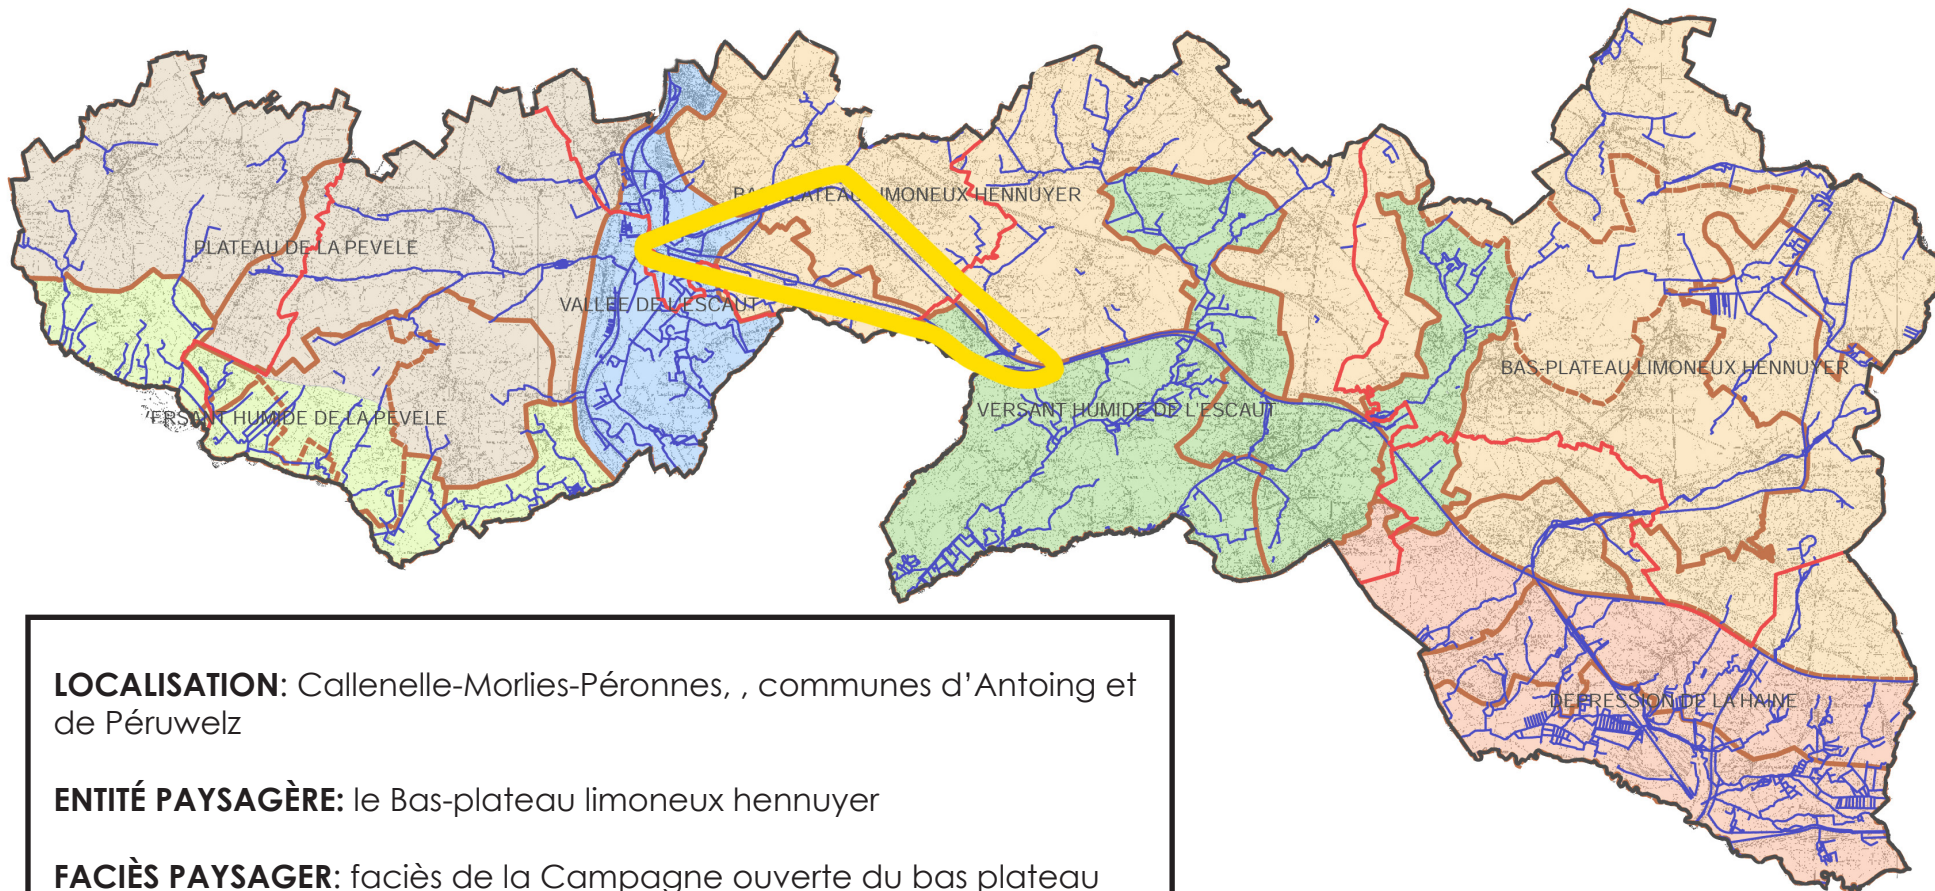 BAS-PLATEAU LIMONEUX HENNUYER
PLATEAU DE LA PEVELE
VALLEE DE L'ESCAUT
BAS-PLATEAU LIMONEUX HENNUYER
VERSANT HUMIDE DE L'ESCAUT
VERSANT HUMIDE DE LA PEVELE
DEPRESSION DE LA HAINE
LOCALISATION: Callenelle-Morlies-Péronnes, , communes d'Antoing et
de Péruwelz
ENTITÉ PAYSAGÈRE: le Bas-plateau limoneux hennuyer
FACIÈS PAYSAGER: faciès de la Campagne ouverte du bas plateau